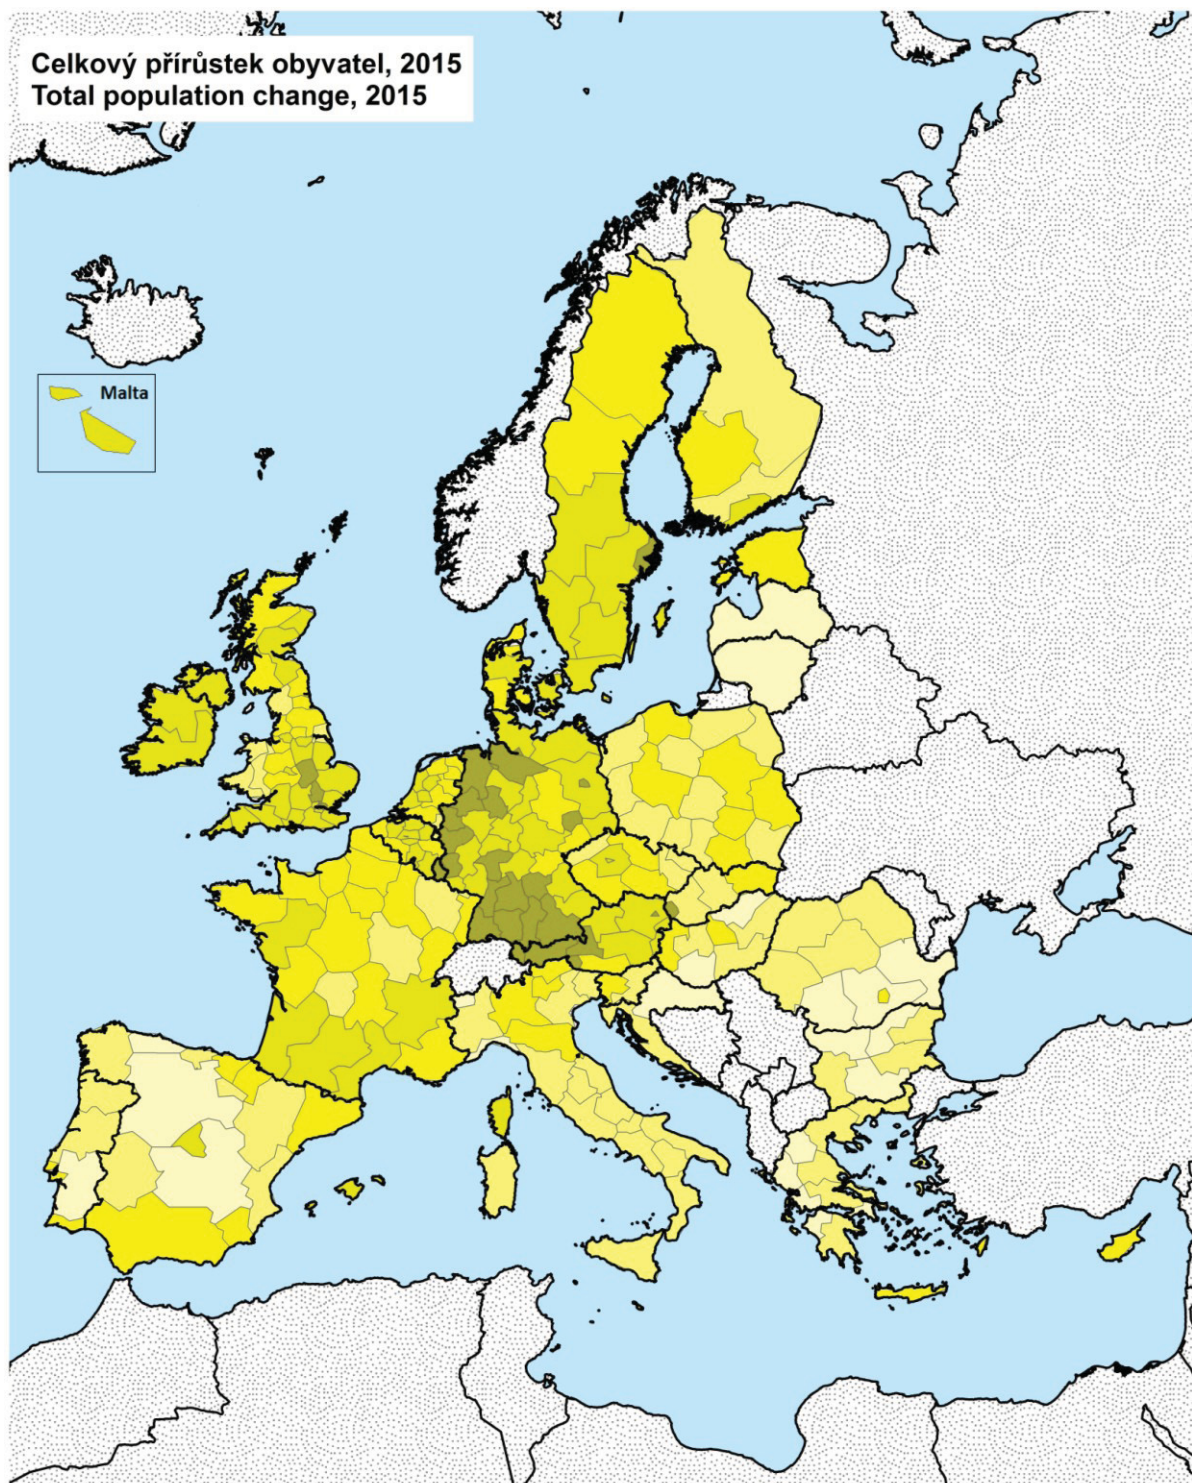 Celkový přírůstek obyvatel, 2015
Total population change, 2015
Malta